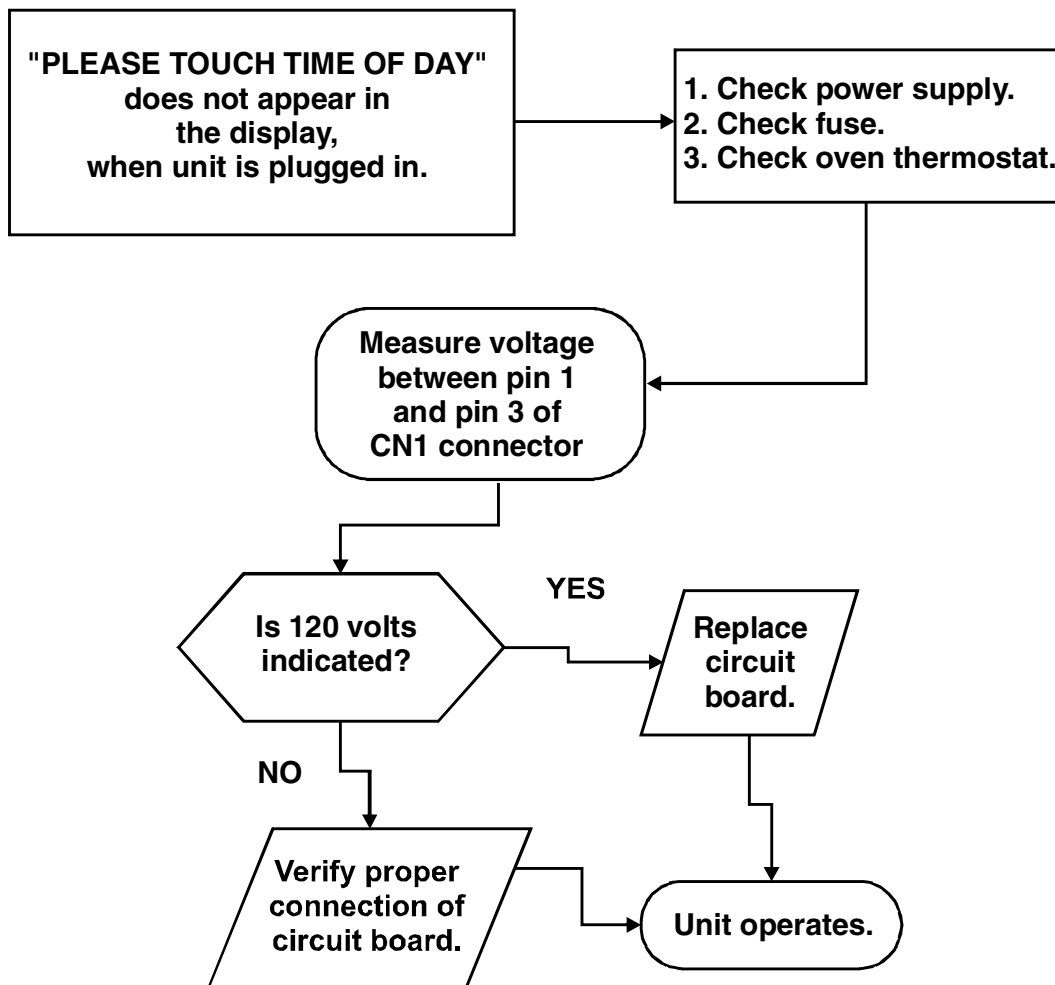 "PLEASE TOUCH TIME OF DAY"
does not appear in
the display,
when unit is plugged in.
1. Check power supply.
2. Check fuse.
3. Check oven thermostat.
Measure voltage
between pin 1
and pin 3 of
CN1 connector
Is 120 volts
indicated?
YES
Replace
circuit
board.
NO
Verify proper
connection of
circuit board.
Unit operates.